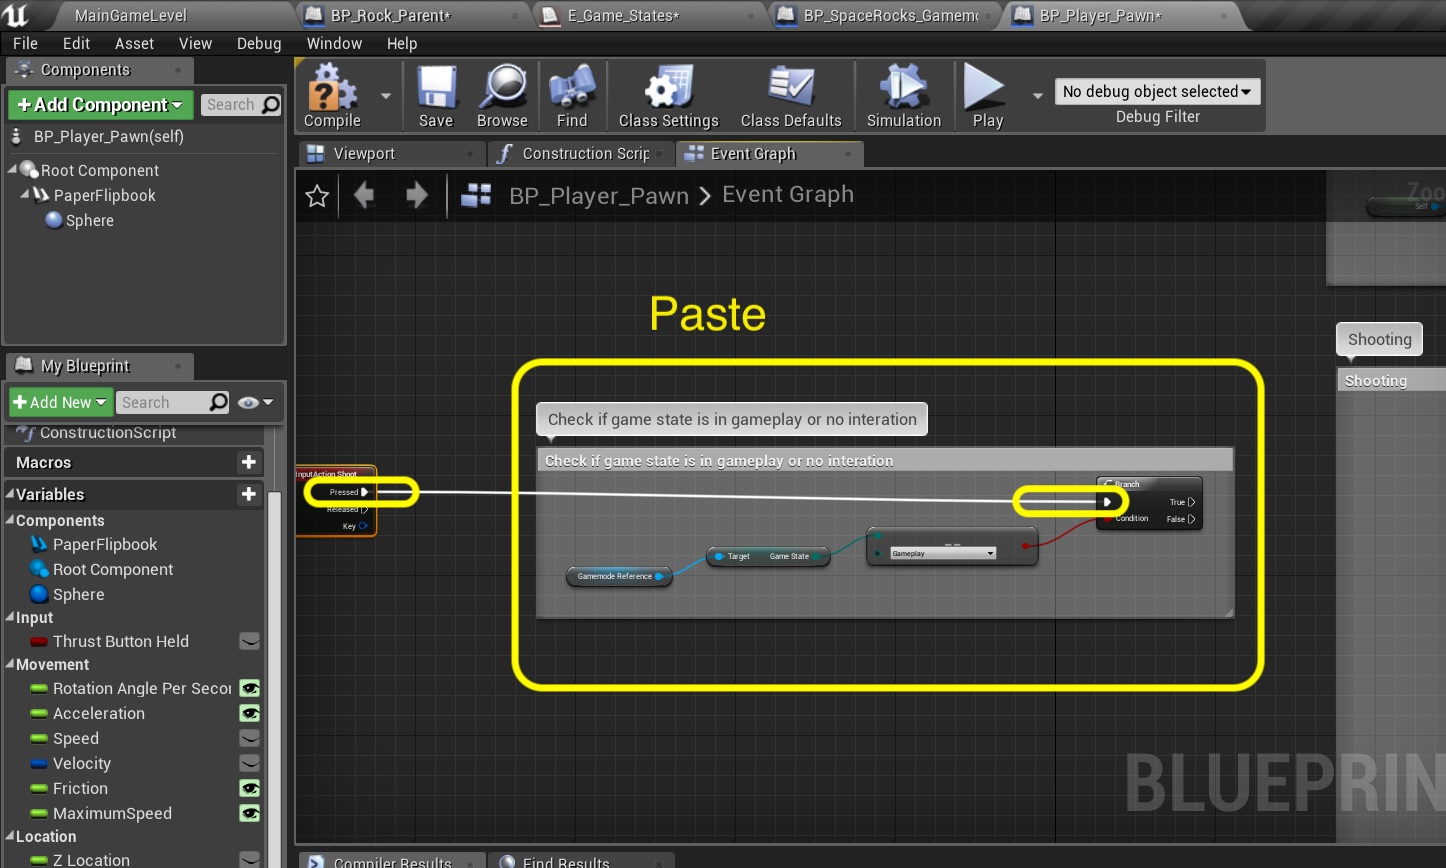 MainGameLevel
BP_Rock_Parent*
E_Game_States*
BP_SpaceRocks_Gamem
BP_Player_Pawn*
File Edit Asset View Debug Window Help
Components
+Add Component
Search
BP_Player_Pawn(self)
Root Component
PaperFlipbook
Sphere
Compile
Save
Browse
Find
Class Settings
Class Defaults
Simulation
Play
No debug object selected
Debug Filter
Viewport
Construction Scrip
Event Graph
BP_Player_Pawn > Event Graph
Zoo
Self
Paste
Check if game state is in gameplay or no interation
Check if game state is in gameplay or no interation
InputAction Shoot
Pressed
Released
Key
Gamemode Reference
Target Game State
==
Gameplay
Branch
True
Condition False
Shooting
Shooting
BLUEPRIN
My Blueprint
+Add New
Search
ConstructionScript
Macros
Variables
Components
PaperFlipbook
Root Component
Sphere
Input
Thrust Button Held
Movement
Rotation Angle Per Secor
Acceleration
Speed
Velocity
Friction
MaximumSpeed
Location
Z Location
Compiler Results
Find Results